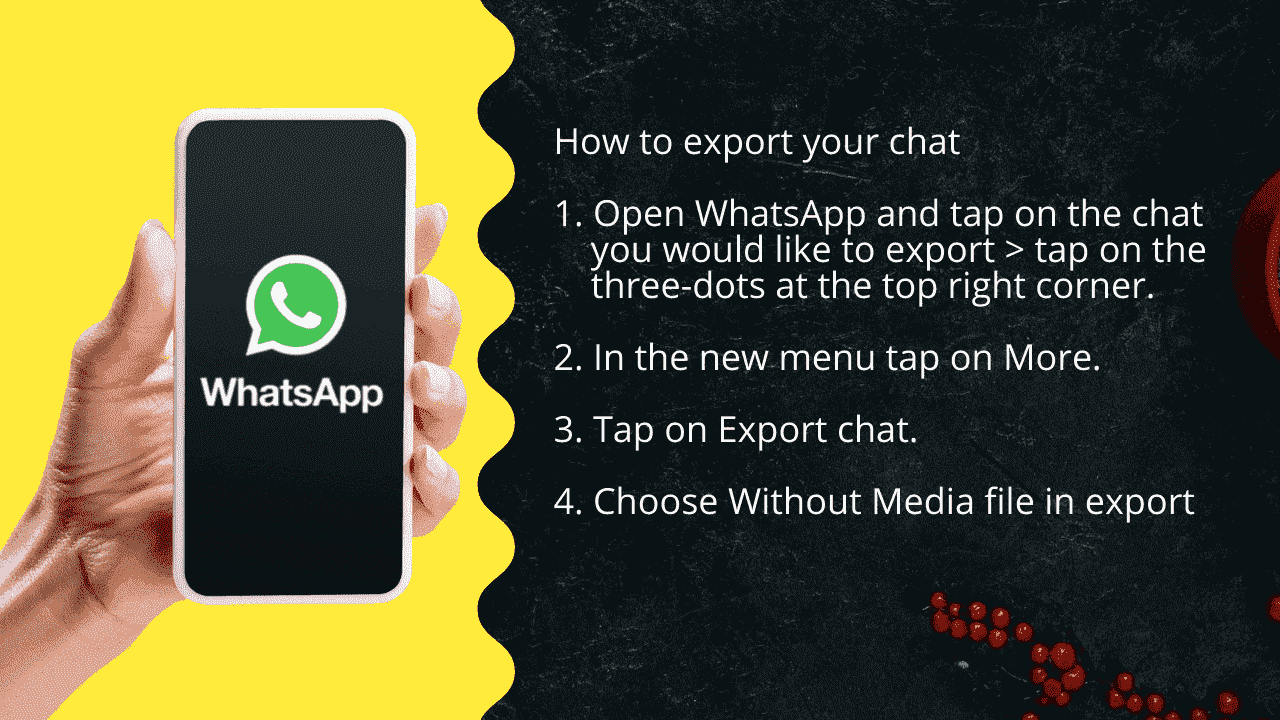 WhatsApp
How to export your chat
1. Open WhatsApp and tap on the chat
you would like to export > tap on the
three-dots at the top right corner.
2. In the new menu tap on More.
3. Tap on Export chat.
4. Choose Without Media file in export